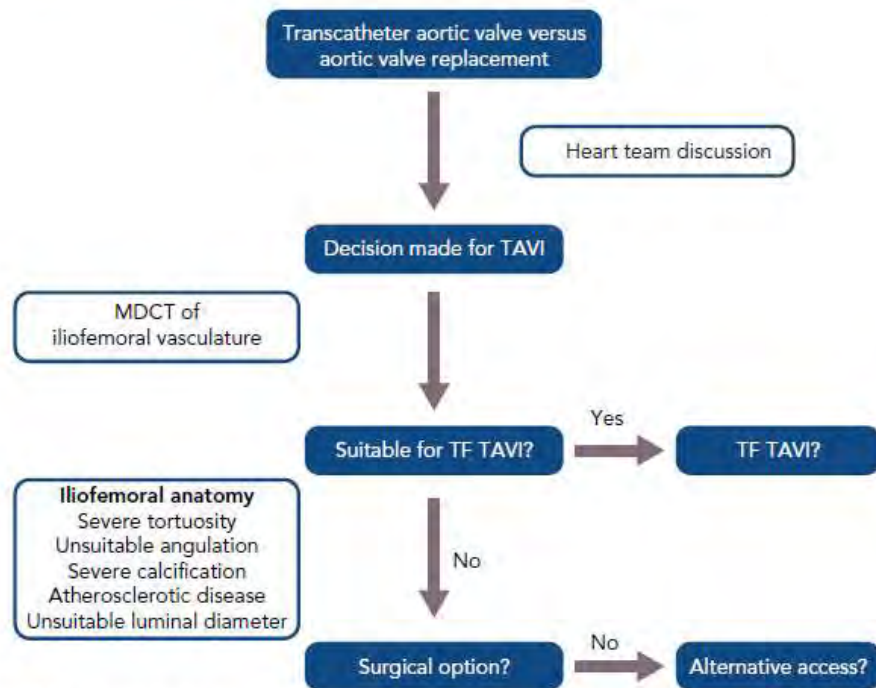 Transcatheter aortic valve versus
aortic valve replacement
Heart team discussion
Decision made for TAVI
MDCT of
iliofemoral vasculature
Yes
Suitable for TF TAVI?
TF TAVI?
Iliofemoral anatomy
Severe tortuosity
Unsuitable angulation
Severe calcification
Atherosclerotic disease
Unsuitable luminal diameter
No
No
Surgical option?
Alternative access?